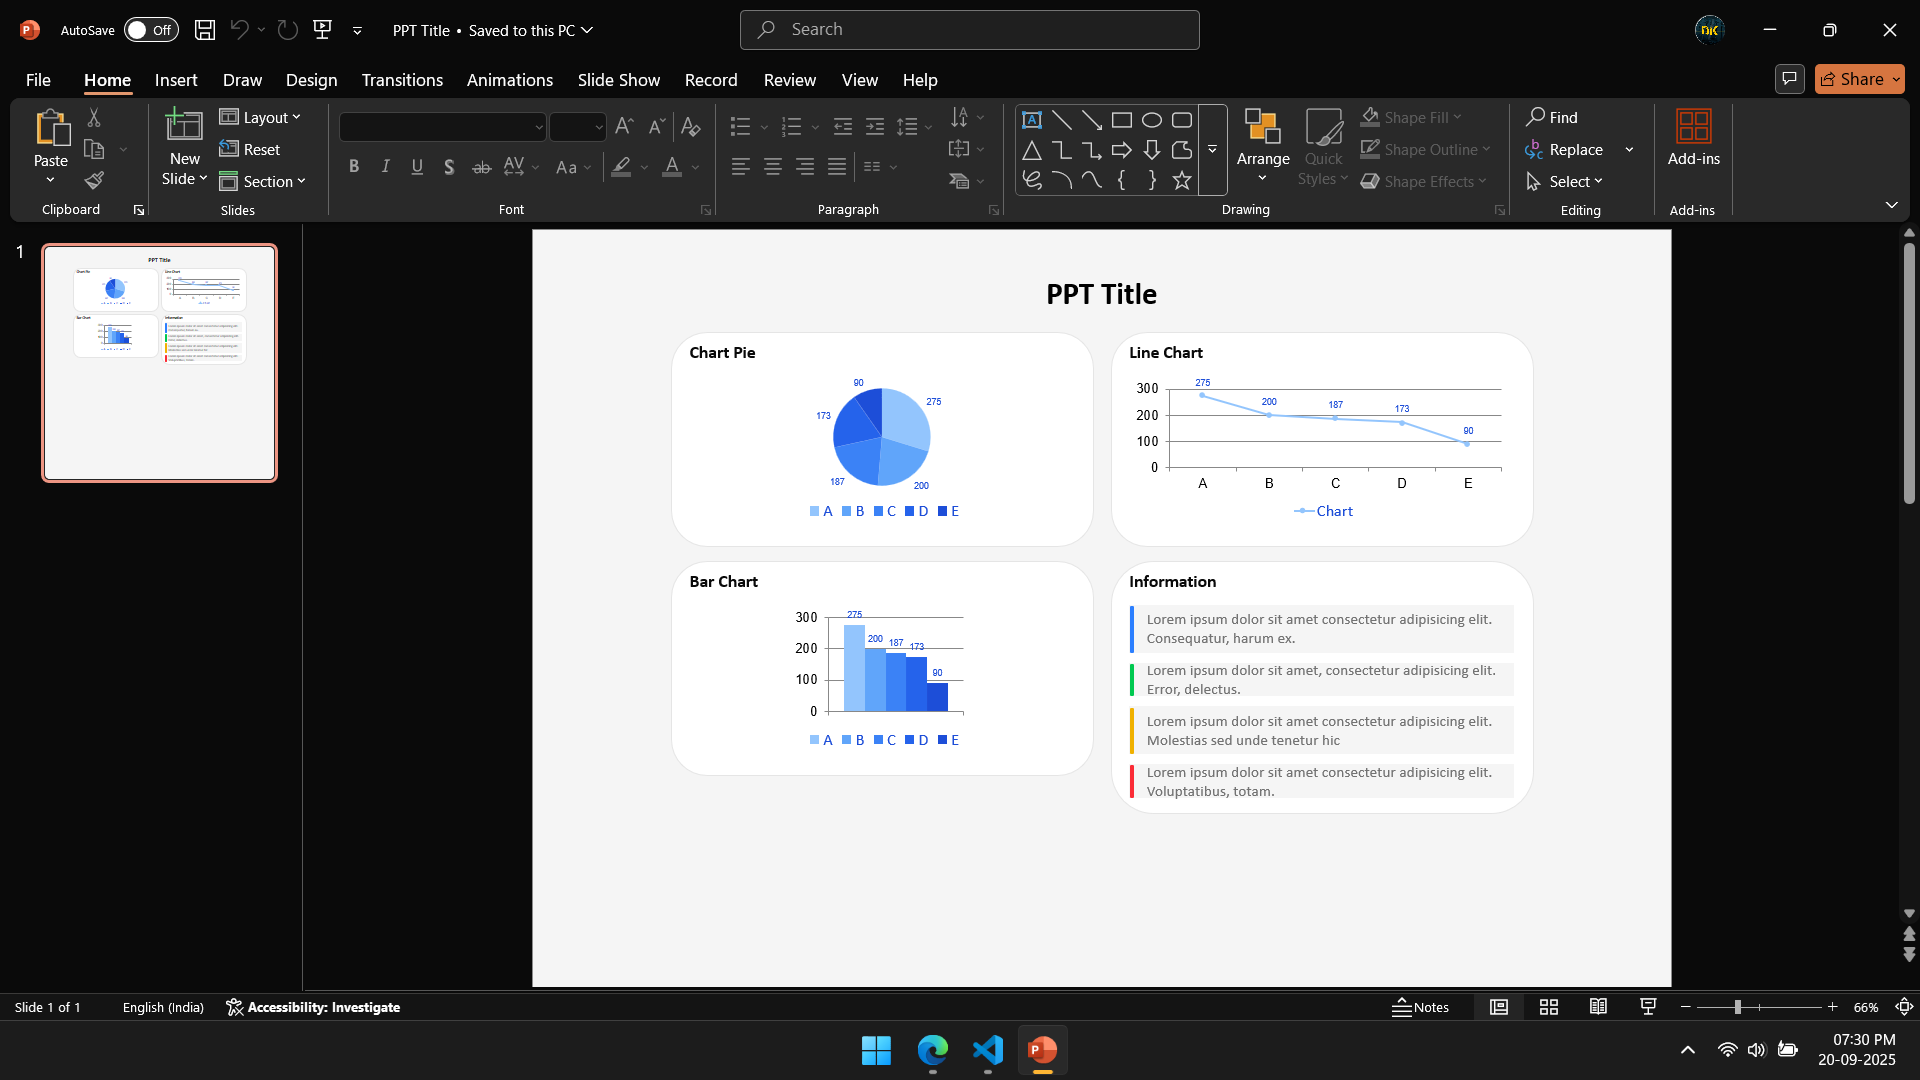 AutoSave Off PPT Title • Saved to this PC Search DK
File Home Insert Draw Design Transitions Animations Slide Show Record Review View Help Share
Paste
Clipboard
New
Slide
Layout
Reset
Section
Slides
B I U S ab AV Aa A
Font
Paragraph
Drawing
Arrange
Quick
Styles
Shape Fill
Shape Outline
Shape Effects
Find
Replace
Select
Editing
Add-ins
Add-ins
1
PPT Title
Chart Pie
90
275
173
187
200
A B C D E
Line Chart
300
200
100
0
275
200
187
173
90
A B C D E
Chart
Bar Chart
300
200
100
0
275
200
187
173
90
A B C D E
Information
Lorem ipsum dolor sit amet consectetur adipisicing elit.
Consequatur, harum ex.
Lorem ipsum dolor sit amet, consectetur adipisicing elit.
Error, delectus.
Lorem ipsum dolor sit amet consectetur adipisicing elit.
Molestias sed unde tenetur hic
Lorem ipsum dolor sit amet consectetur adipisicing elit.
Voluptatibus, totam.
Slide 1 of 1 English (India) Accessibility: Investigate Notes 66%
07:30 PM
20-09-2025